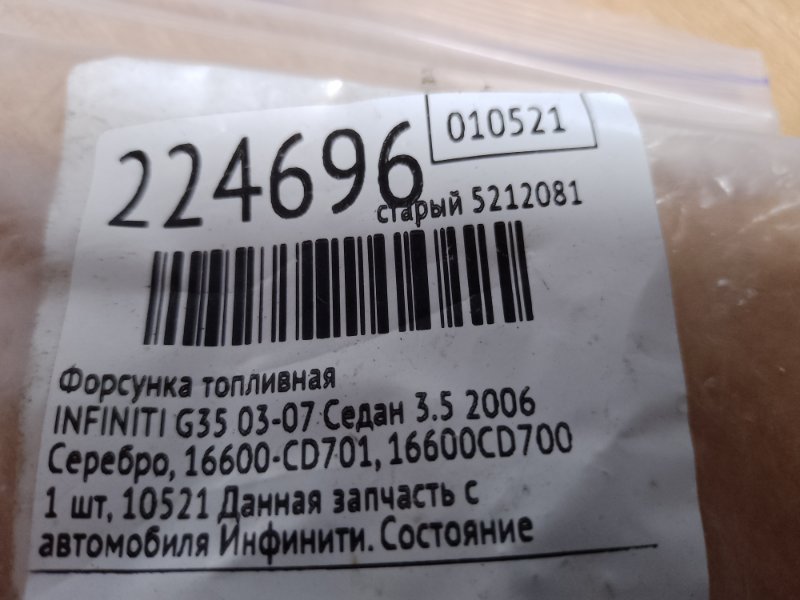 010521
224696
старый 5212081
Форсунка топливная
INFINITI G35 03-07 Седан 3.5 2006
Серебро, 16600-CD701, 16600CD700
1 шт, 10521 Данная запчасть с
автомобиля Инфинити. Состояние